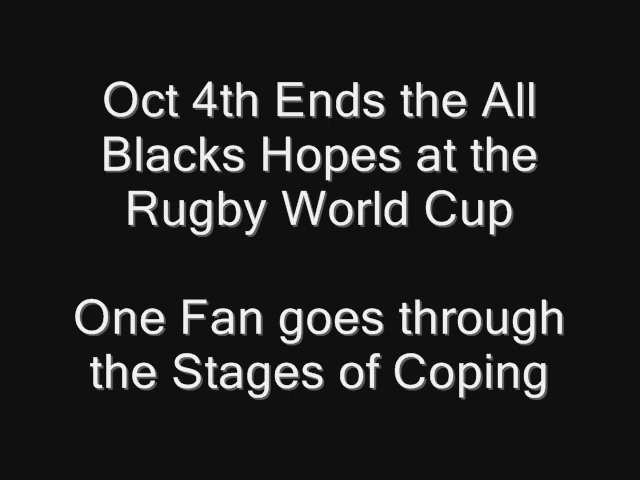 Oct 4th Ends the All
Blacks Hopes at the
Rugby World Cup
One Fan goes through
the Stages of Coping